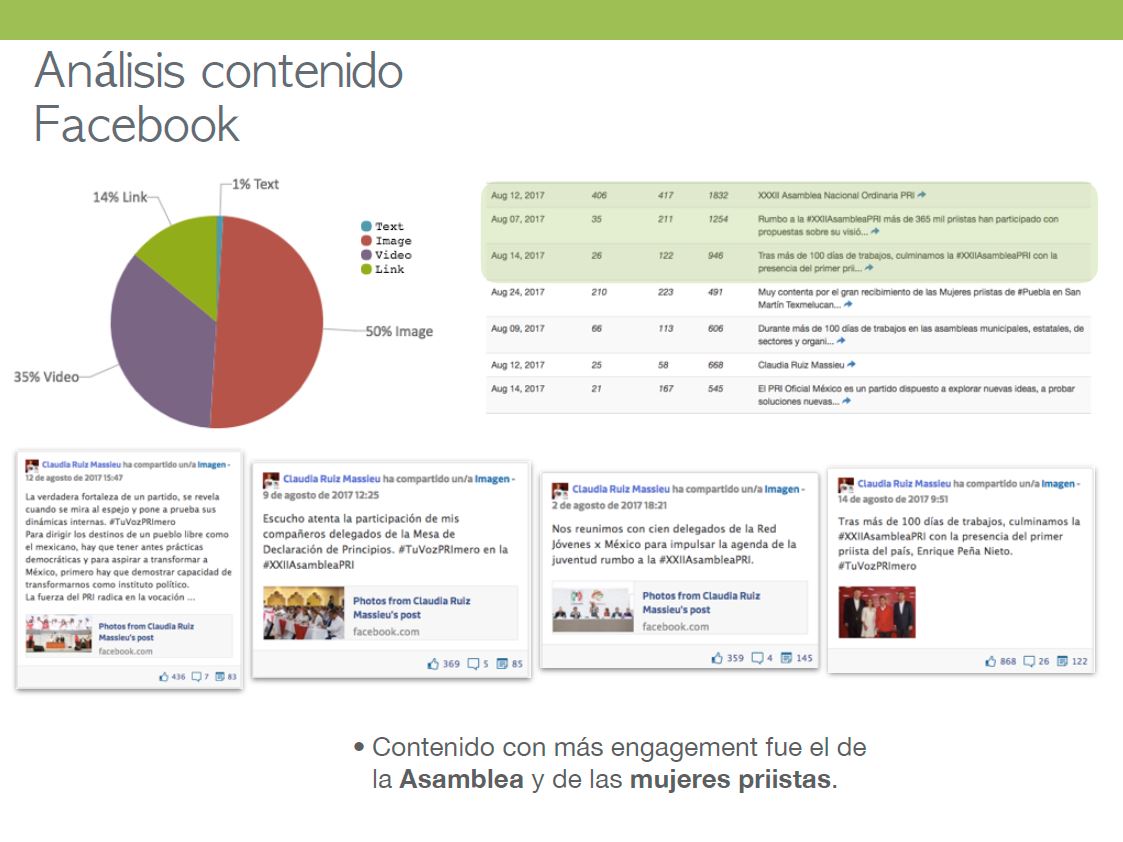 Análisis contenido
Facebook
1% Text
14% Link
50% Image
35% Video
Text
Image
Video
Link
Aug 12, 2017 406 417 1832 XXXII Asamblea Nacional Ordinaria PRI
Aug 07, 2017 35 211 1254 Rumbo a la #XXIIAsambleaPRI más de 365 mil priistas han participado con
propuestas sobre su visió...
Aug 14, 2017 26 122 946 Tras más de 100 días de trabajos, culminamos la #XXIIAsambleaPRI con la
presencia del primer prii...
Aug 24, 2017 210 223 491 Muy contenta por el gran recibimiento de las Mujeres priistas de #Puebla en San
Martín Texmelucan...
Aug 09, 2017 66 113 606 Durante más de 100 días de trabajos en las asambleas municipales, estatales, de
sectores y organi...
Aug 12, 2017 25 58 668 Claudia Ruiz Massieu
Aug 14, 2017 21 167 545 El PRI Oficial México es un partido dispuesto a explorar nuevas ideas, a probar
soluciones nuevas...
Claudia Ruiz Massieu ha compartido un/a Imagen -
12 de agosto de 2017 15:47
La verdadera fortaleza de un partido, se revela
cuando se mira al espejo y pone a prueba sus
dinámicas internas. #TuVozPRImero
Para dirigir los destinos de un pueblo libre como
el mexicano, hay que tener antes prácticas
democráticas y para aspirar a transformar a
México, primero hay que demostrar capacidad de
transformarnos como instituto político.
La fuerza del PRI radica en la vocación ...
Photos from Claudia Ruiz
Massieu's post
facebook.com
436 7 83
Claudia Ruiz Massieu ha compartido un/a Imagen -
9 de agosto de 2017 12:25
Escucho atenta la participación de mis
compañeros delegados de la Mesa de
Declaración de Principios. #TuVozPRImero en la
#XXIIAsambleaPRI
Photos from Claudia Ruiz
Massieu's post
facebook.com
369 5 85
Claudia Ruiz Massieu ha compartido un/a Imagen -
2 de agosto de 2017 18:21
Nos reunimos con cien delegados de la Red
Jóvenes x México para impulsar la agenda de la
juventud rumbo a la #XXIIAsambleaPRI.
Photos from Claudia Ruiz
Massieu's post
facebook.com
359 4 145
Claudia Ruiz Massieu ha compartido un/a Imagen -
14 de agosto de 2017 9:51
Tras más de 100 días de trabajos, culminamos la
#XXIIAsambleaPRI con la presencia del primer
priista del país, Enrique Peña Nieto.
#TuVozPRImero
868 26 122
• Contenido con más engagement fue el de
la Asamblea y de las mujeres priistas.